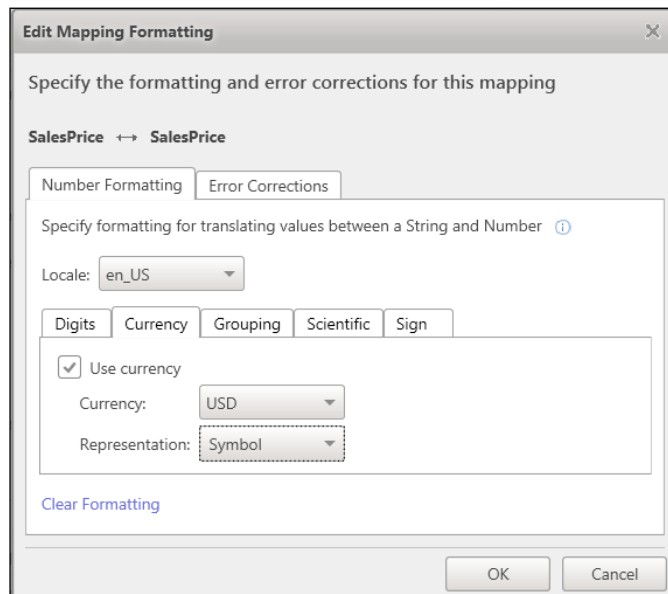 Edit Mapping Formatting
Specify the formatting and error corrections for this mapping
SalesPrice ↔ SalesPrice
Number Formatting Error Corrections
Specify formatting for translating values between a String and Number
Locale: en_US
Digits Currency Grouping Scientific Sign
Use currency
Currency: USD
Representation: Symbol
Clear Formatting
OK Cancel